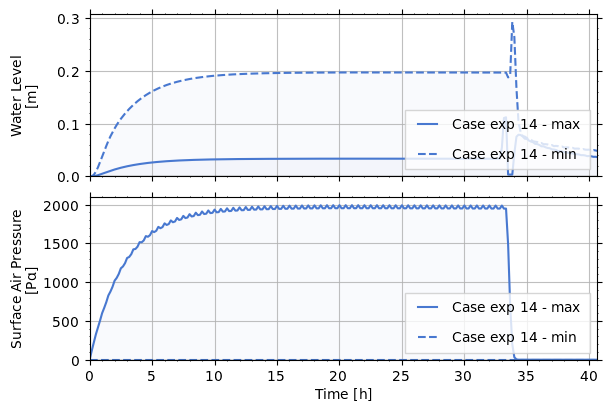 0.3
0.2
0.1
0.0
Water Level
[m]
Case exp 14 - max
Case exp 14 - min
2000
1500
1000
500
0
Surface Air Pressure
[Pα]
Case exp 14 - max
Case exp 14 - min
0 5 10 15 20 25 30 35 40
Time [h]